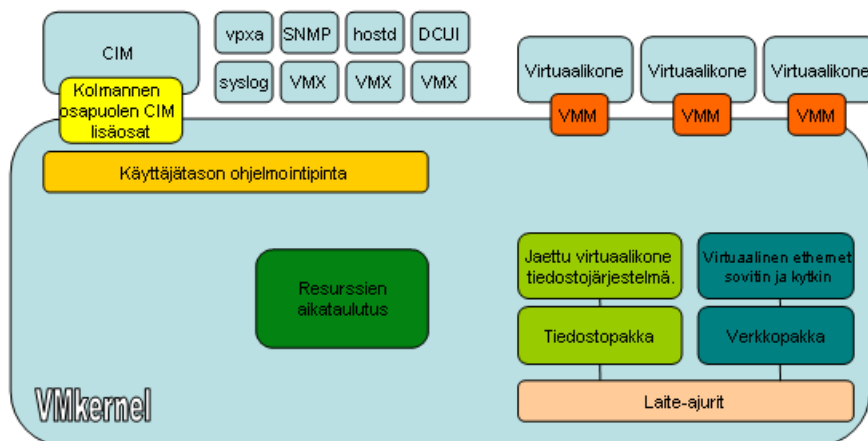 CIM
vpxa
SNMP
hostd
DCUI
syslog
VMX
VMX
VMX
Virtuaalikone
Virtuaalikone
Virtuaalikone
Kolmannen
osapuolen CIM
lisäosat
VMM
VMM
VMM
Käyttäjätason ohjelmointipinta
Resurssien
aikataulutus
Jaettu virtuaalikone
tiedostojärjestelmä.
Virtuaalinen ethernet
sovitin ja kytkin
Tiedostopakka
Verkkopakka
Laite-ajurit
VMkernel